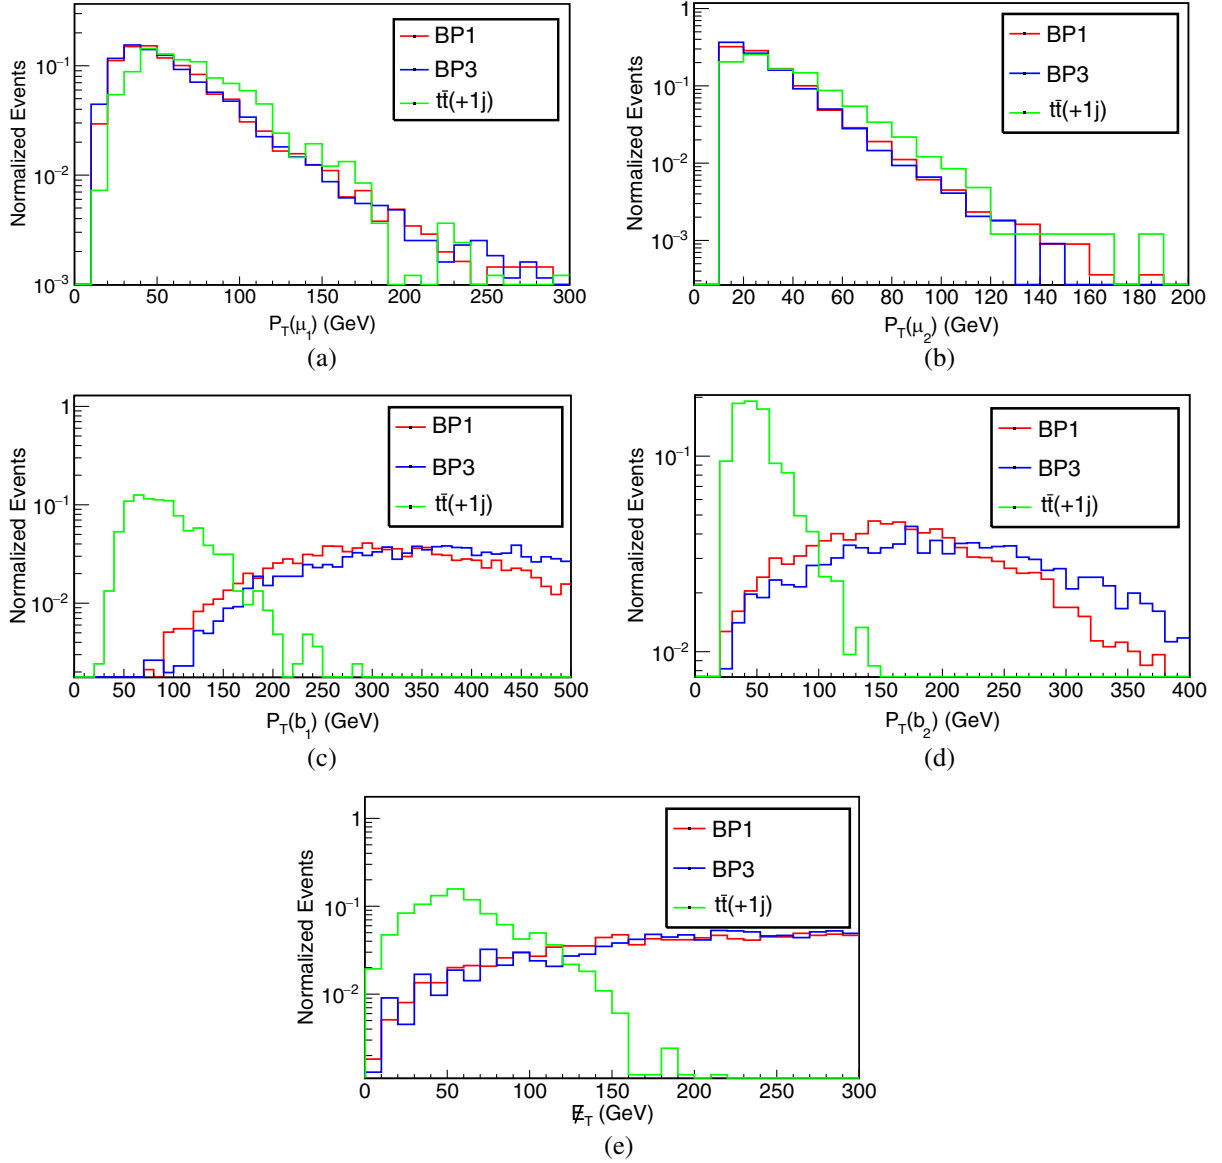 Normalized Events
10⁻¹
10⁻²
10⁻³
BP1
BP3
tt̄(+1j)
0 50 100 150 200 250 300
P_T(μ_1) (GeV)
(a)
Normalized Events
1
10⁻¹
10⁻²
10⁻³
BP1
BP3
tt̄(+1j)
0 20 40 60 80 100 120 140 160 180 200
P_T(μ_2) (GeV)
(b)
Normalized Events
1
10⁻¹
10⁻²
BP1
BP3
tt̄(+1j)
0 50 100 150 200 250 300 350 400 450 500
P_T(b_1) (GeV)
(c)
Normalized Events
10⁻¹
10⁻²
BP1
BP3
tt̄(+1j)
0 50 100 150 200 250 300 350 400
P_T(b_2) (GeV)
(d)
Normalized Events
1
10⁻¹
10⁻²
BP1
BP3
tt̄(+1j)
0 50 100 150 200 250 300
E̸_T (GeV)
(e)